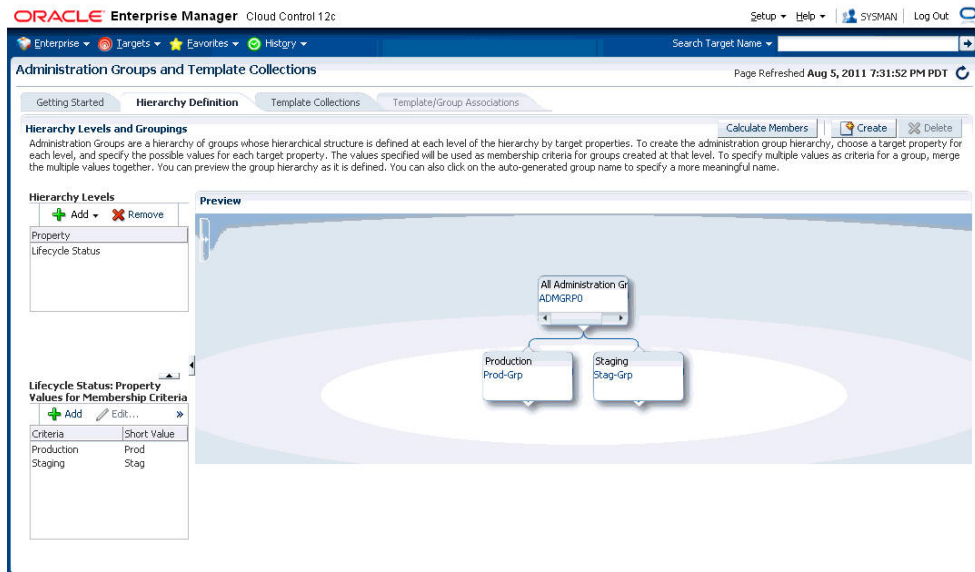 ORACLE Enterprise Manager Cloud Control 12c
Setup Help SYSMAN Log Out
Enterprise Targets Favorites History Search Target Name
Administration Groups and Template Collections
Page Refreshed Aug 5, 2011 7:31:52 PM PDT
Getting Started Hierarchy Definition Template Collections Template/Group Associations
Hierarchy Levels and Groupings
Calculate Members Create Delete
Administration Groups are a hierarchy of groups whose hierarchical structure is defined at each level of the hierarchy by target properties. To create the administration group hierarchy, choose a target property for
each level, and specify the possible values for each target property. The values specified will be used as membership criteria for groups created at that level. To specify multiple values as criteria for a group, merge
the multiple values together. You can preview the group hierarchy as it is defined. You can also click on the auto-generated group name to specify a more meaningful name.
Hierarchy Levels
Add Remove
Property
Lifecycle Status
Preview
All Administration Gr
ADMGRP0
Production
Prod-Grp
Staging
Stag-Grp
Lifecycle Status: Property
Values for Membership Criteria
Add Edit... »
Criteria Short Value
Production Prod
Staging Stag